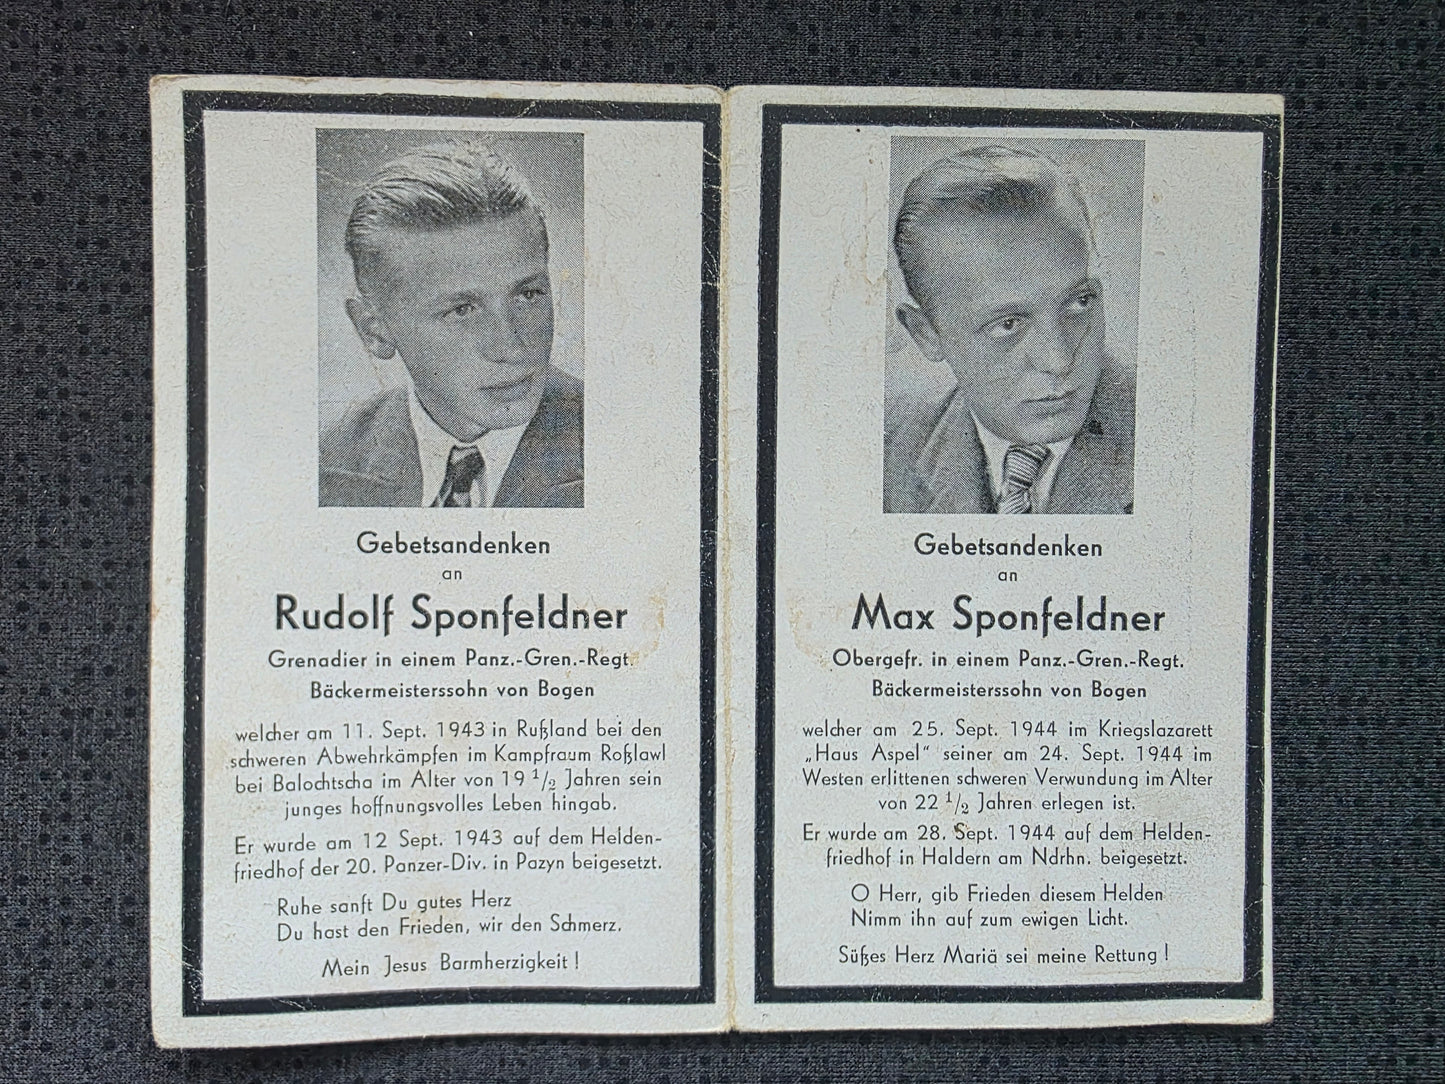 Gebetsandenken
an
Rudolf Sponfeldner
Grenadier in einem Panz.-Gren.-Regt.
Bäckermeisterssohn von Bogen
welcher am 11. Sept. 1943 in Rußland bei den
schweren Abwehrkämpfen im Kampfraum Roßlawl
bei Balochtscha im Alter von 19 1/2 Jahren sein
junges hoffnungsvolles Leben hingab.
Er wurde am 12 Sept. 1943 auf dem Helden-
friedhof der 20. Panzer-Div. in Pazyn beigesetzt.
Ruhe sanft Du gutes Herz
Du hast den Frieden, wir den Schmerz.
Mein Jesus Barmherzigkeit !
Gebetsandenken
an
Max Sponfeldner
Obergefr. in einem Panz.-Gren.-Regt.
Bäckermeisterssohn von Bogen
welcher am 25. Sept. 1944 im Kriegslazarett
„Haus Aspel" seiner am 24. Sept. 1944 im
Westen erlittenen schweren Verwundung im Alter
von 22 1/2 Jahren erlegen ist.
Er wurde am 28. Sept. 1944 auf dem Helden-
friedhof in Haldern am Ndrhn. beigesetzt.
O Herr, gib Frieden diesem Helden
Nimm ihn auf zum ewigen Licht.
Süßes Herz Mariä sei meine Rettung !